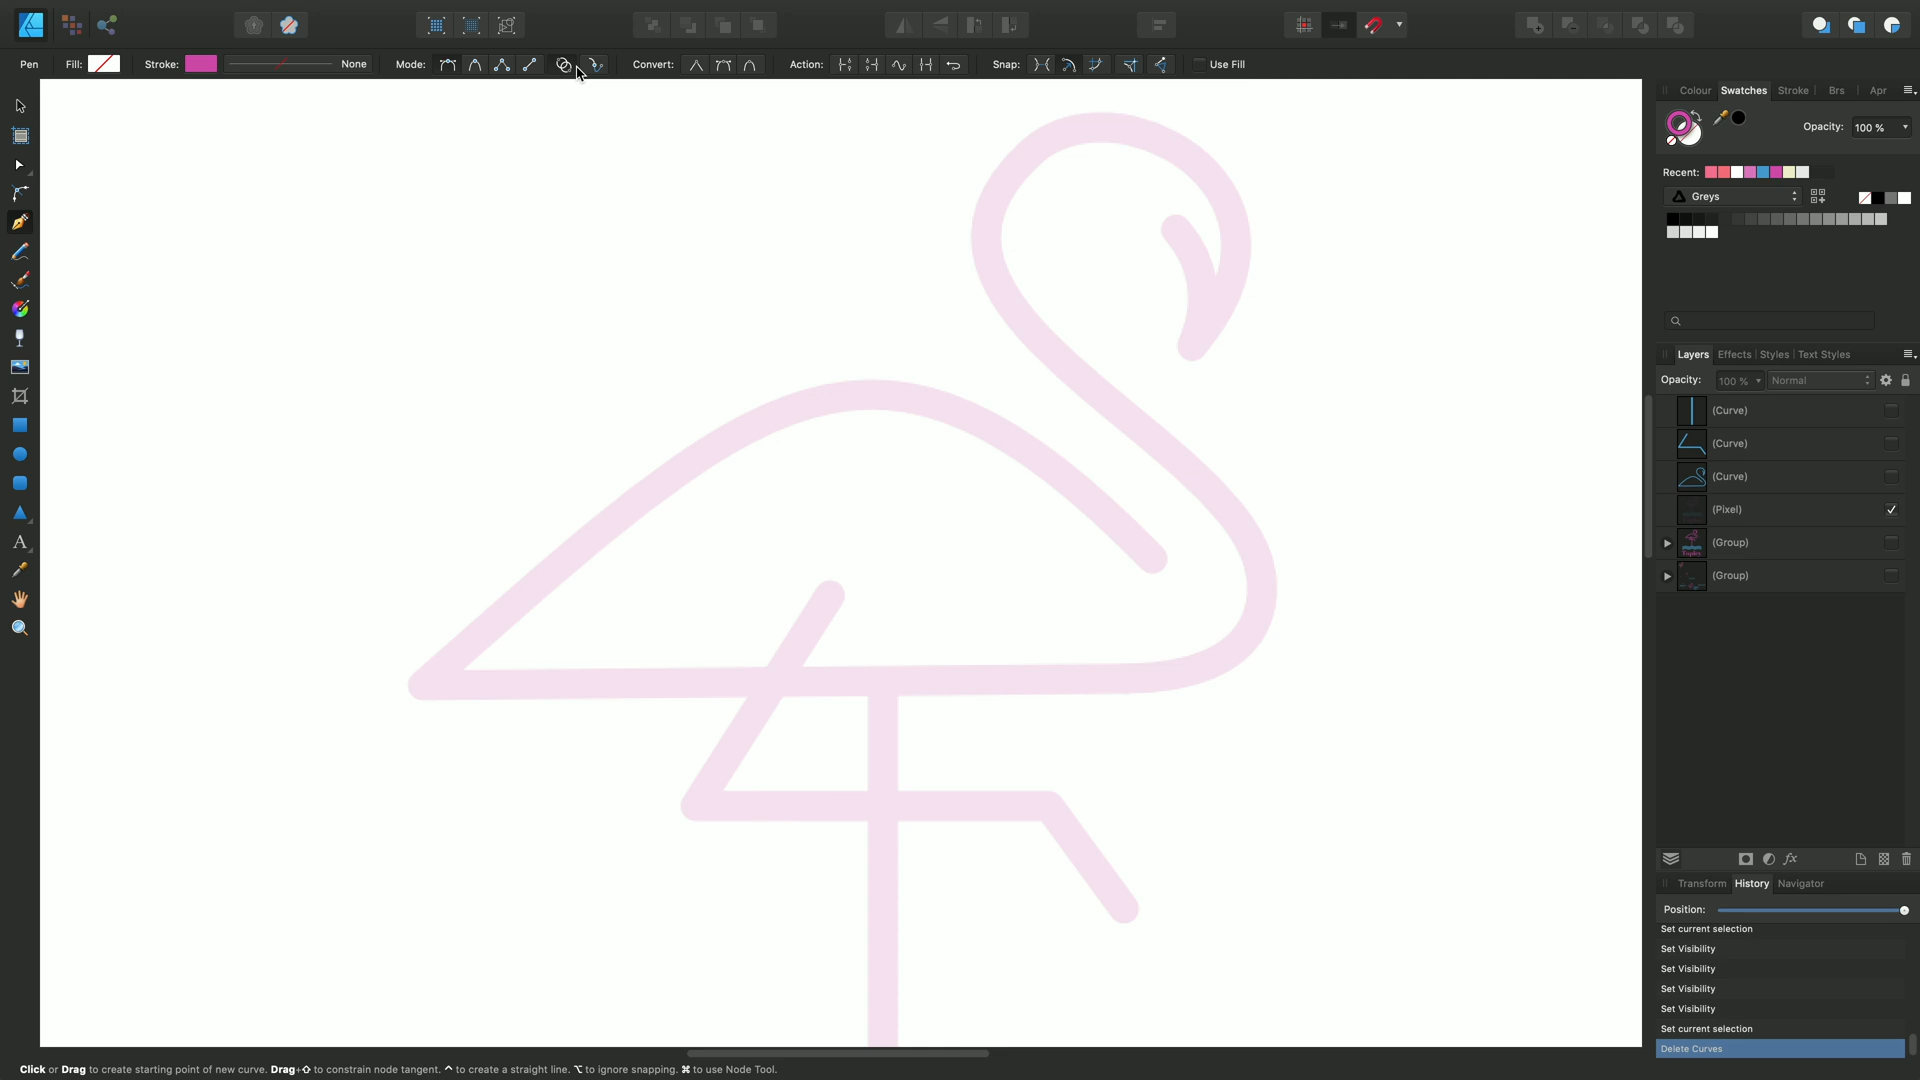 Pen Fill: Stroke: None Mode: Convert: Action: Snap: Use Fill
Colour Swatches Stroke Brs Apr
Opacity: 100 %
Recent:
Greys
Layers Effects Styles Text Styles
Opacity: 100 % Normal
(Curve)
(Curve)
(Curve)
(Pixel)
(Group)
(Group)
Transform History Navigator
Position:
Set current selection
Set Visibility
Set Visibility
Set Visibility
Set Visibility
Set current selection
Delete Curves
Click or Drag to create starting point of new curve. Drag+⇧ to constrain node tangent. ^ to create a straight line. ⌥ to ignore snapping. ⌘ to use Node Tool.